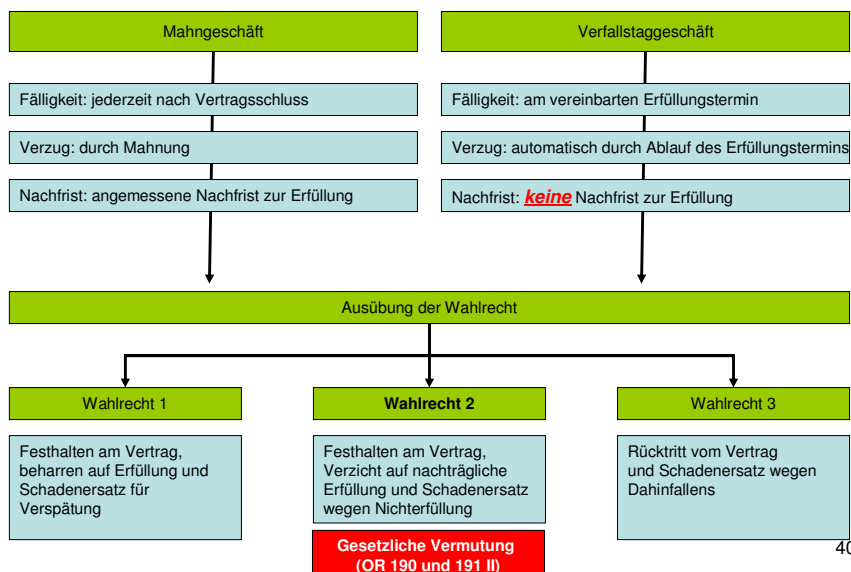 Mahngeschäft
Fälligkeit: jederzeit nach Vertragsschluss
Verzug: durch Mahnung
Nachfrist: angemessene Nachfrist zur Erfüllung
Verfallstaggeschäft
Fälligkeit: am vereinbarten Erfüllungstermin
Verzug: automatisch durch Ablauf des Erfüllungstermins
Nachfrist: keine Nachfrist zur Erfüllung
Ausübung der Wahlrecht
Wahlrecht 1
Festhalten am Vertrag,
beharren auf Erfüllung und
Schadenersatz für
Verspätung
Wahlrecht 2
Festhalten am Vertrag,
Verzicht auf nachträgliche
Erfüllung und Schadenersatz
wegen Nichterfüllung
Gesetzliche Vermutung
(OR 190 und 191 II)
Wahlrecht 3
Rücktritt vom Vertrag
und Schadenersatz wegen
Dahinfallens
40